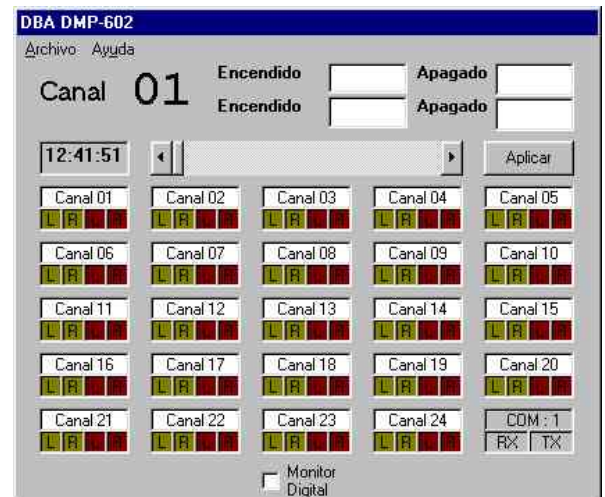 DBA DMP-602
Archivo Ayuda
Canal 01
Encendido Apagado
Encendido Apagado
12:41:51 Aplicar
Canal 01 Canal 02 Canal 03 Canal 04 Canal 05
L R L R L R L R L R L R L R L R L R L R
Canal 06 Canal 07 Canal 08 Canal 09 Canal 10
L R L R L R L R L R L R L R L R L R L R
Canal 11 Canal 12 Canal 13 Canal 14 Canal 15
L R L R L R L R L R L R L R L R L R L R
Canal 16 Canal 17 Canal 18 Canal 19 Canal 20
L R L R L R L R L R L R L R L R L R L R
Canal 21 Canal 22 Canal 23 Canal 24 COM : 1
L R L R L R L R L R L R L R L R RX TX
Monitor
Digital